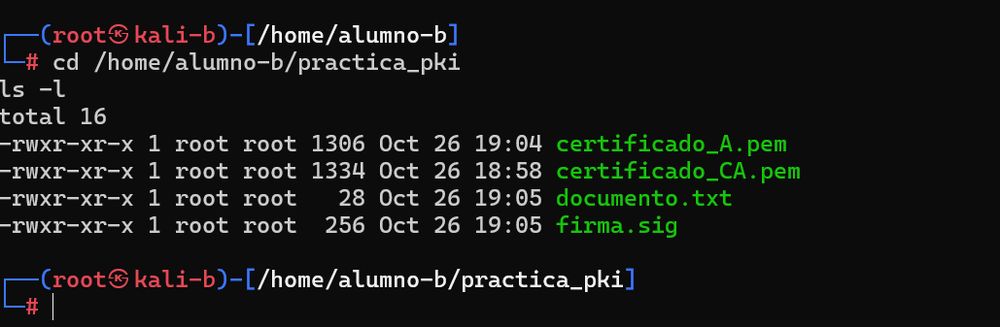 ┌──(root㉿kali-b)-[/home/alumno-b]
└─# cd /home/alumno-b/practica_pki
ls -l
total 16
-rwxr-xr-x 1 root root 1306 Oct 26 19:04 certificado_A.pem
-rwxr-xr-x 1 root root 1334 Oct 26 18:58 certificado_CA.pem
-rwxr-xr-x 1 root root   28 Oct 26 19:05 documento.txt
-rwxr-xr-x 1 root root  256 Oct 26 19:05 firma.sig
┌──(root㉿kali-b)-[/home/alumno-b/practica_pki]
└─#